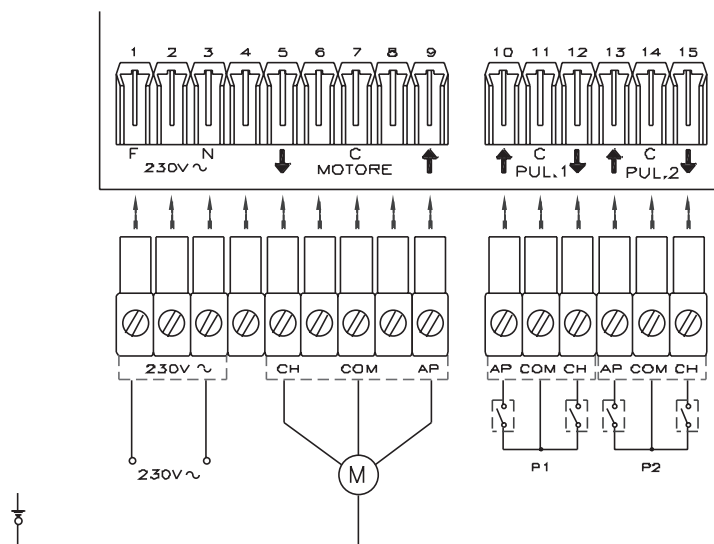 1 2 3 4 5 6 7 8 9 10 11 12 13 14 15
F N C C C
230V ~ MOTORE PUL.1 PUL.2
230V ~ CH COM AP AP COM CH AP COM CH
230V ~ M P1 P2